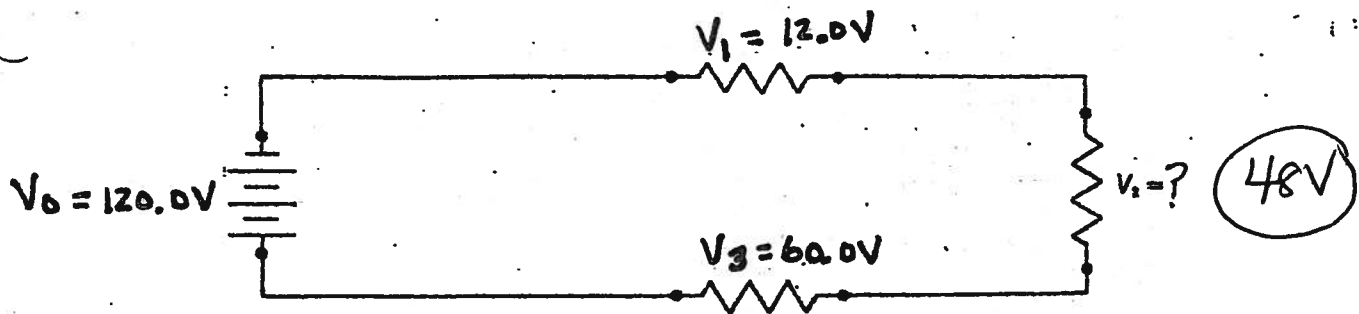 V₁ = 12.0V
V₀ = 120.0V
V₂ = ?
48V
V₃ = 60.0V